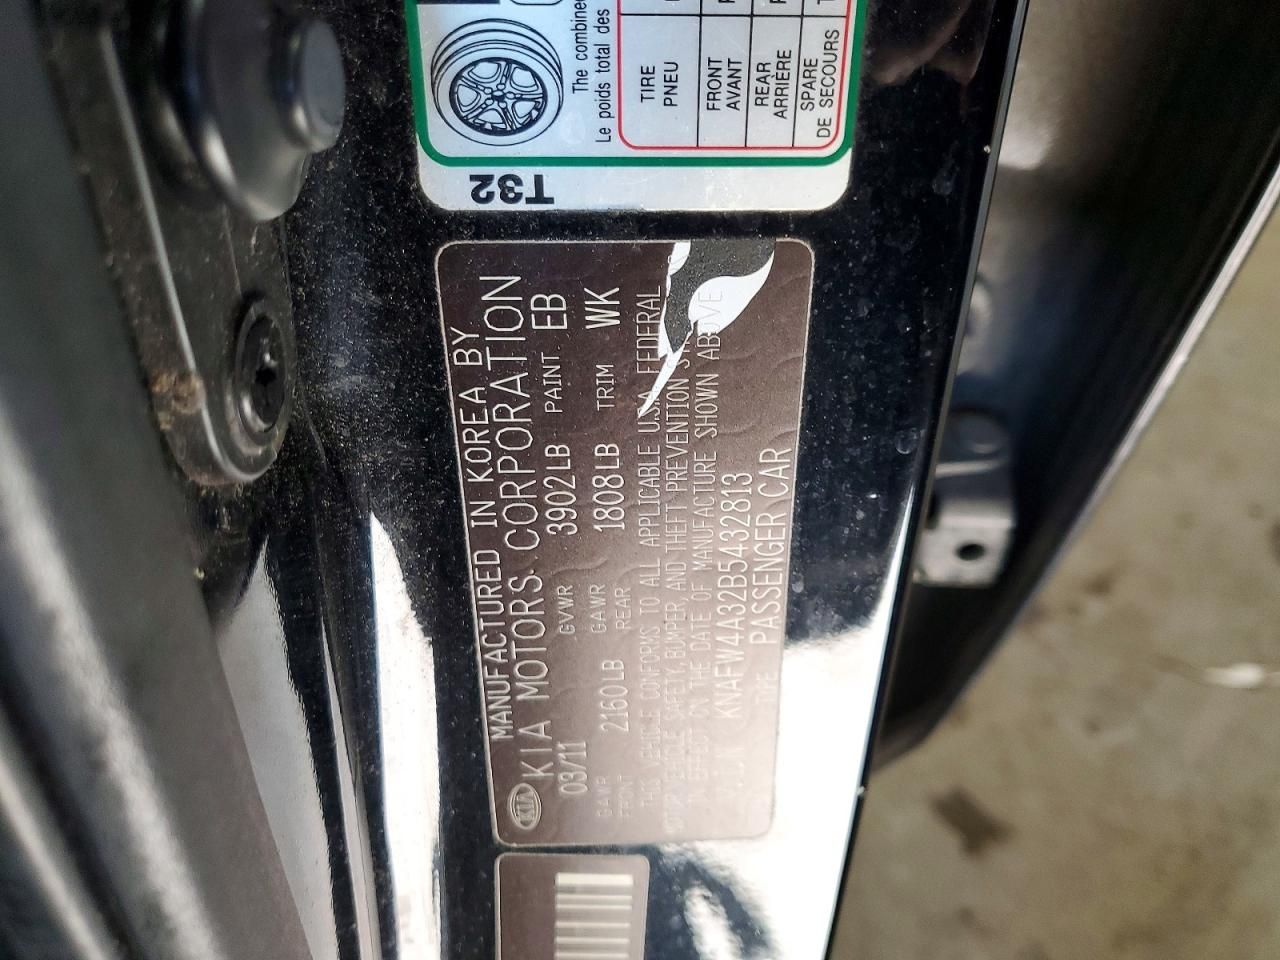 T32
The combined
Le poids total des
TIRE
PNEU
FRONT
AVANT
REAR
ARRIÈRE
SPARE
DE SECOURS
MANUFACTURED IN KOREA BY
KIA KIA MOTORS CORPORATION
03/11 GVWR 3902LB PAINT EB
GAWR FRONT 2160LB GAWR REAR 1808LB TRIM WK
THIS VEHICLE CONFORMS TO ALL APPLICABLE U.S.A. FEDERAL
MOTOR VEHICLE SAFETY, BUMPER, AND THEFT PREVENTION
IN EFFECT ON THE DATE OF MANUFACTURE SHOWN ABOVE
V.I.N KNAFW4A32B5432813
TYPE PASSENGER CAR